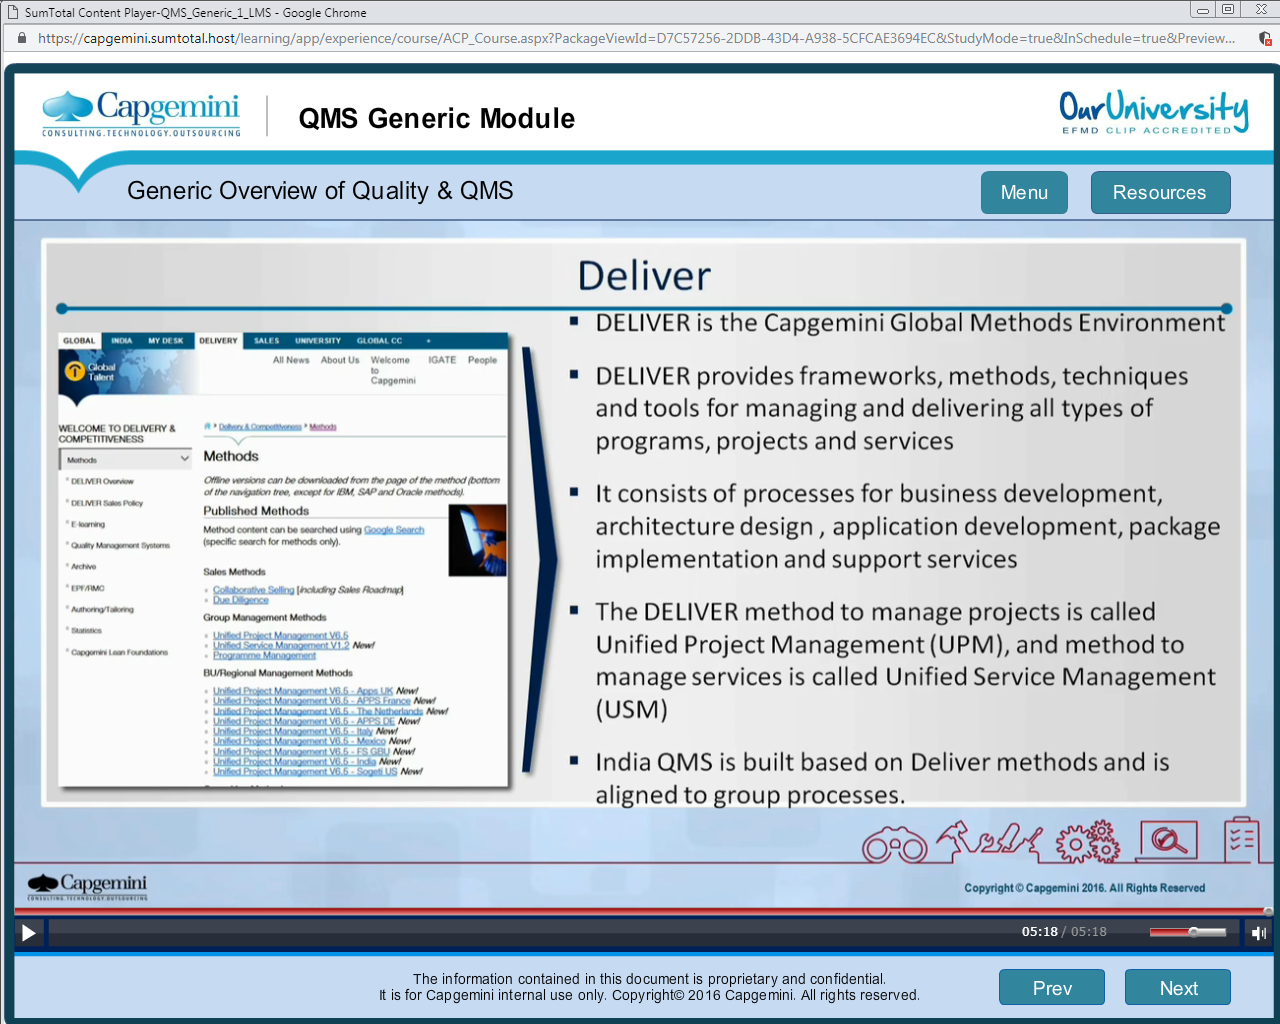 SumTotal Content Player-QMS_Generic_1_LMS - Google Chrome
https://capgemini.sumtotal.host/learning/app/experience/course/ACP_Course.aspx?PackageViewId=D7C57256-2DDB-43D4-A938-5CFCAE3694EC&StudyMode=true&InSchedule=true&Preview...
Capgemini
CONSULTING.TECHNOLOGY.OUTSOURCING
QMS Generic Module
OurUniversity
EFMD CLIP ACCREDITED
Generic Overview of Quality & QMS
Menu
Resources
Deliver
GLOBAL INDIA MY DESK DELIVERY SALES UNIVERSITY GLOBAL CC +
Global
Talent
All News About Us Welcome to Capgemini IGATE People
WELCOME TO DELIVERY &
COMPETITIVENESS
Methods
DELIVER Overview
DELIVER Sales Policy
E-learning
Quality Management Systems
Archive
EPF/RMC
Authoring/Tailoring
Statistics
Capgemini Lean Foundations
Delivery & Competitiveness > Methods
Methods
Offline versions can be downloaded from the page of the method (bottom
of the navigation tree, except for IBM, SAP and Oracle methods).
Published Methods
Method content can be searched using Google Search
(specific search for methods only).
Sales Methods
Collaborative Selling [including Sales Roadmap]
Due Diligence
Group Management Methods
Unified Project Management V6.5
Unified Service Management V1.2 New!
Programme Management
BU/Regional Management Methods
Unified Project Management V6.5 - Apps UK New!
Unified Project Management V6.5 - APPS France New!
Unified Project Management V6.5 - The Netherlands New!
Unified Project Management V6.5 - APPS DE New!
Unified Project Management V6.5 - Italy New!
Unified Project Management V6.5 - Mexico New!
Unified Project Management V6.5 - FS GBU New!
Unified Project Management V6.5 - India New!
Unified Project Management V6.5 - Sogeti US New!
▪ DELIVER is the Capgemini Global Methods Environment
▪ DELIVER provides frameworks, methods, techniques
and tools for managing and delivering all types of
programs, projects and services
▪ It consists of processes for business development,
architecture design , application development, package
implementation and support services
▪ The DELIVER method to manage projects is called
Unified Project Management (UPM), and method to
manage services is called Unified Service Management
(USM)
▪ India QMS is built based on Deliver methods and is
aligned to group processes.
Capgemini
CONSULTING.TECHNOLOGY.OUTSOURCING
Copyright © Capgemini 2016. All Rights Reserved
05:18 / 05:18
The information contained in this document is proprietary and confidential.
It is for Capgemini internal use only. Copyright© 2016 Capgemini. All rights reserved.
Prev
Next